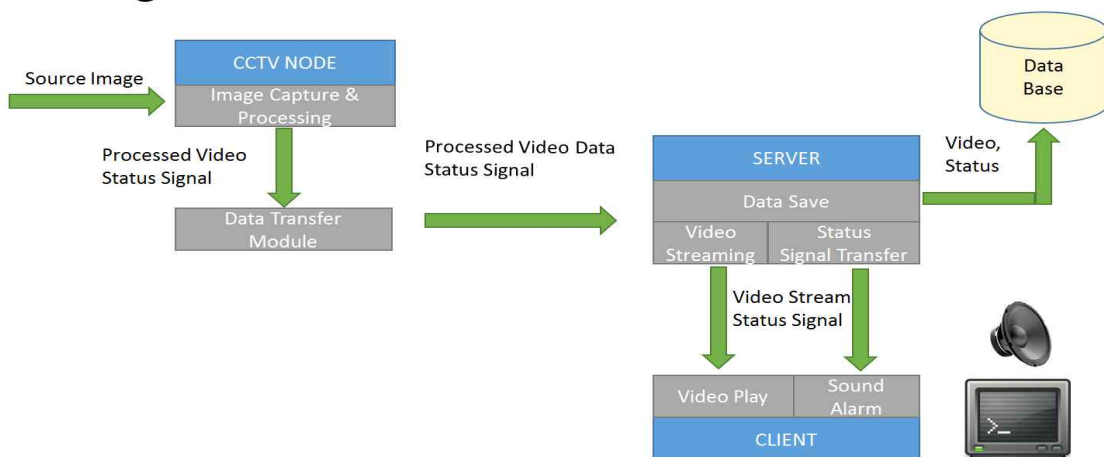 CCTV NODE
Source Image
Image Capture &
Processing
Processed Video
Status Signal
Data Transfer
Module
Processed Video Data
Status Signal
SERVER
Data Save
Video
Streaming
Status
Signal Transfer
Video,
Status
Data
Base
Video Stream
Status Signal
Video Play
Sound
Alarm
CLIENT
>_